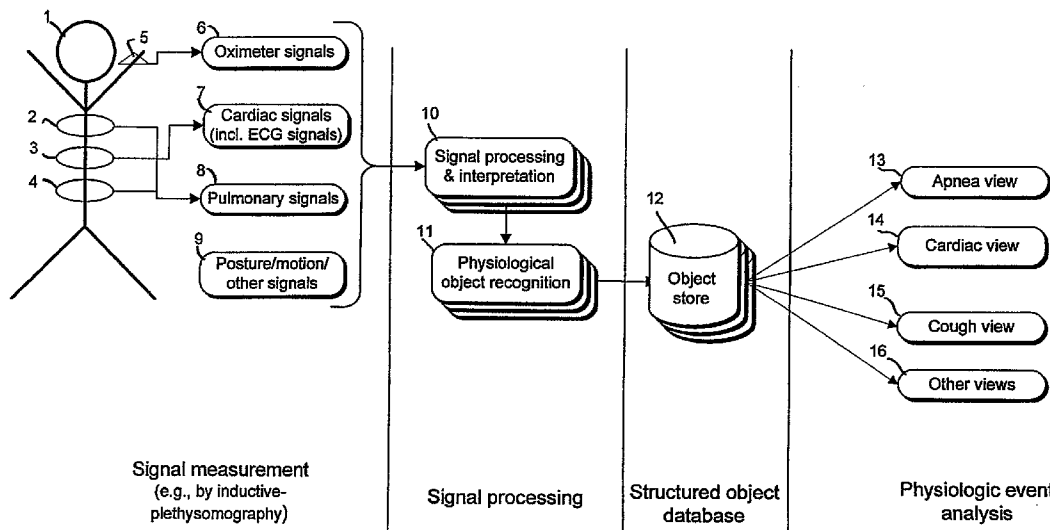 1
5
6
Oximeter signals
7
Cardiac signals
(incl. ECG signals)
2
3
4
8
Pulmonary signals
9
Posture/motion/
other signals
10
Signal processing
& interpretation
11
Physiological
object recognition
12
Object
store
13
Apnea view
14
Cardiac view
15
Cough view
16
Other views
Signal measurement
(e.g., by inductive-
plethysomography)
Signal processing
Structured object
database
Physiologic event
analysis